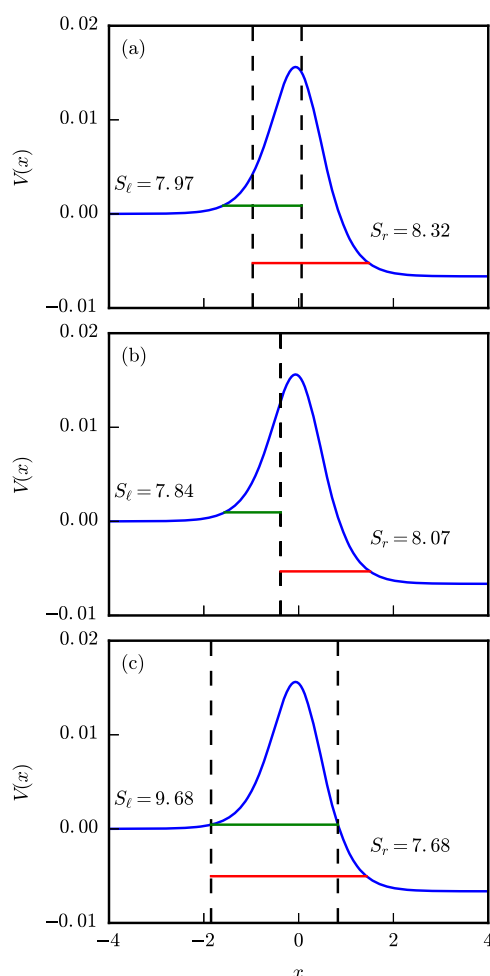 (a)
0.02
0.01
0.00
−0.01
V(x)
S_ℓ = 7.97
S_r = 8.32
(b)
0.02
0.01
0.00
−0.01
V(x)
S_ℓ = 7.84
S_r = 8.07
(c)
0.02
0.01
0.00
−0.01
V(x)
S_ℓ = 9.68
S_r = 7.68
−4 −2 0 2 4
x